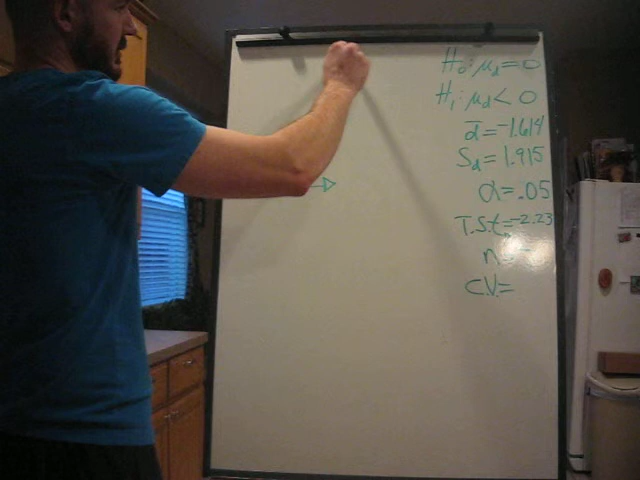 H₀: μd = 0
H₁: μd < 0
d̄ = -1.614
Sd = 1.915
α = .05
T.S. t = -2.23
n =
C.V. =